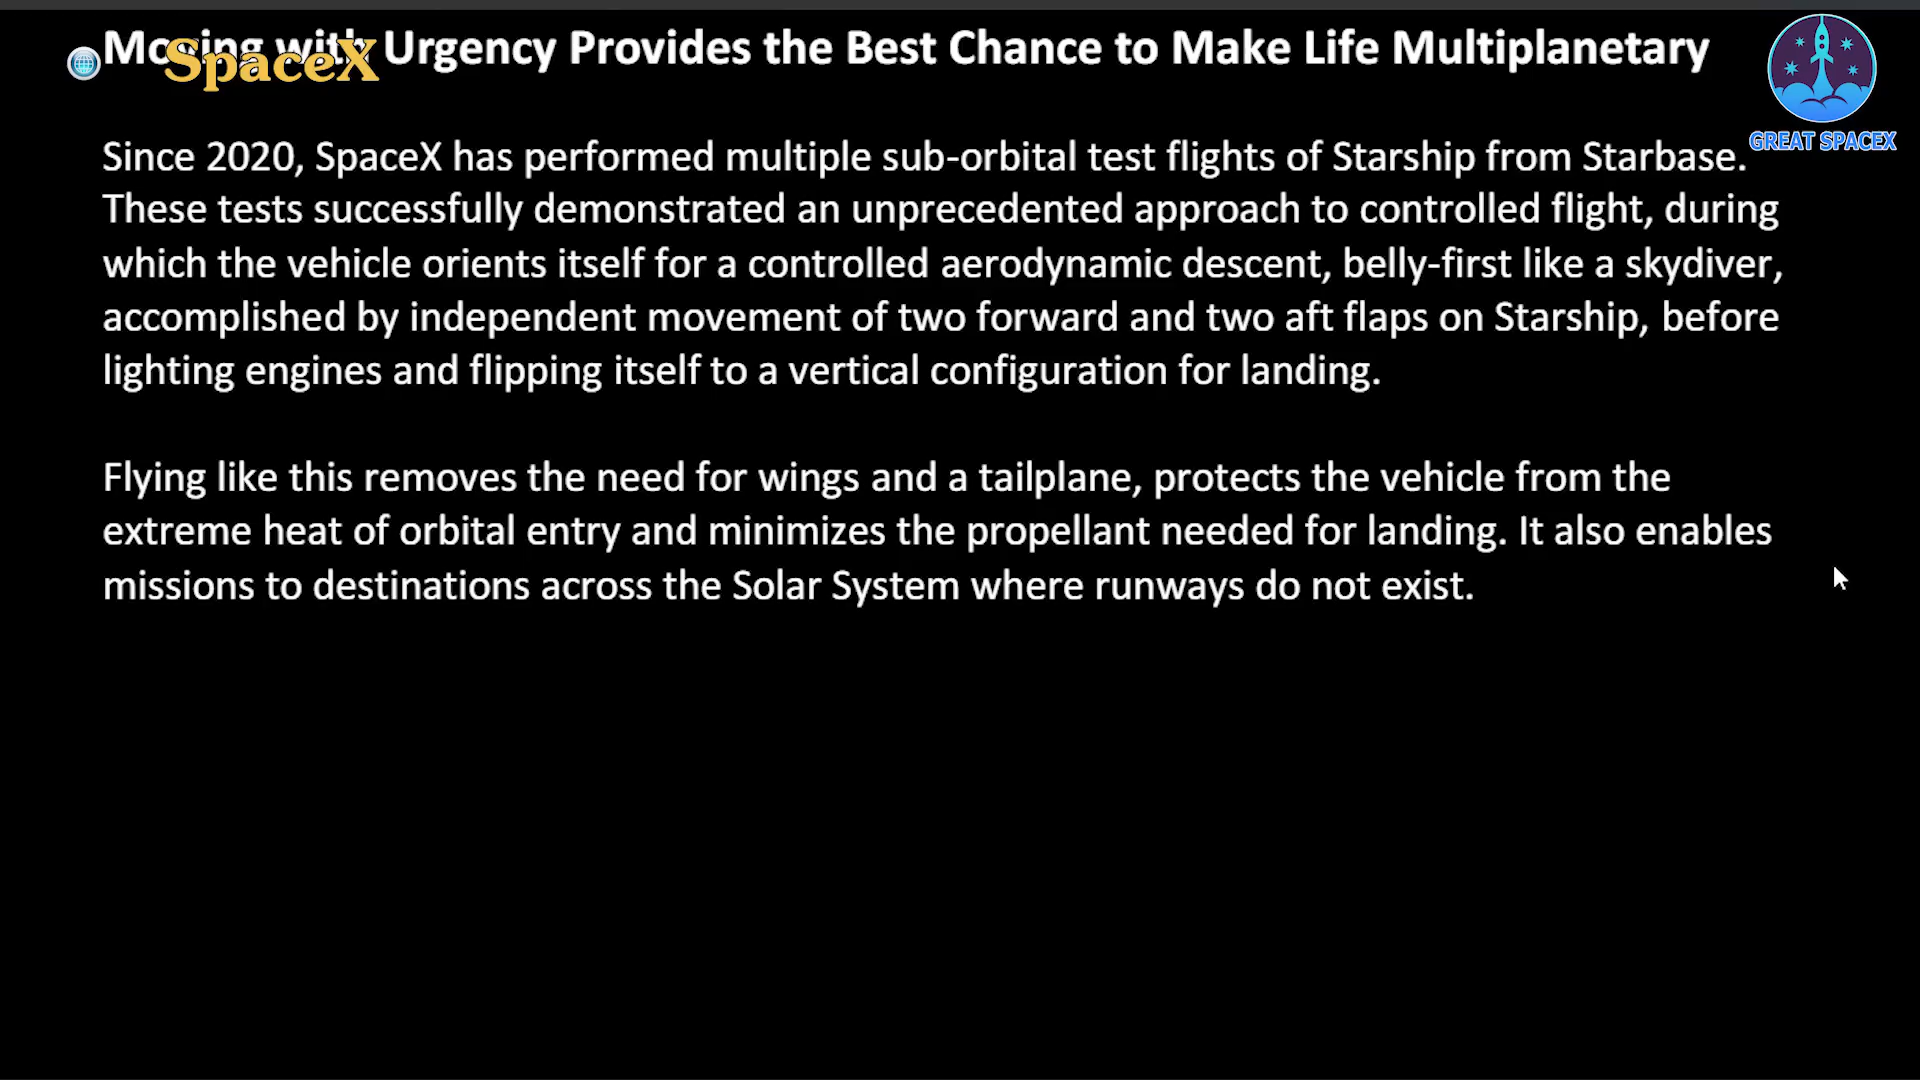 Moving with Urgency Provides the Best Chance to Make Life Multiplanetary
SpaceX
GREAT SPACEX
Since 2020, SpaceX has performed multiple sub-orbital test flights of Starship from Starbase.
These tests successfully demonstrated an unprecedented approach to controlled flight, during
which the vehicle orients itself for a controlled aerodynamic descent, belly-first like a skydiver,
accomplished by independent movement of two forward and two aft flaps on Starship, before
lighting engines and flipping itself to a vertical configuration for landing.
Flying like this removes the need for wings and a tailplane, protects the vehicle from the
extreme heat of orbital entry and minimizes the propellant needed for landing. It also enables
missions to destinations across the Solar System where runways do not exist.